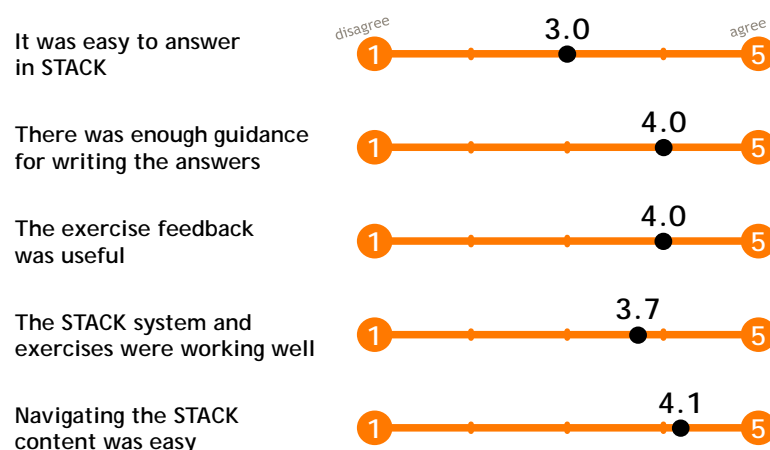 disagree
agree
It was easy to answer
in STACK
3.0
1
5
There was enough guidance
for writing the answers
4.0
1
5
The exercise feedback
was useful
4.0
1
5
The STACK system and
exercises were working well
3.7
1
5
Navigating the STACK
content was easy
4.1
1
5